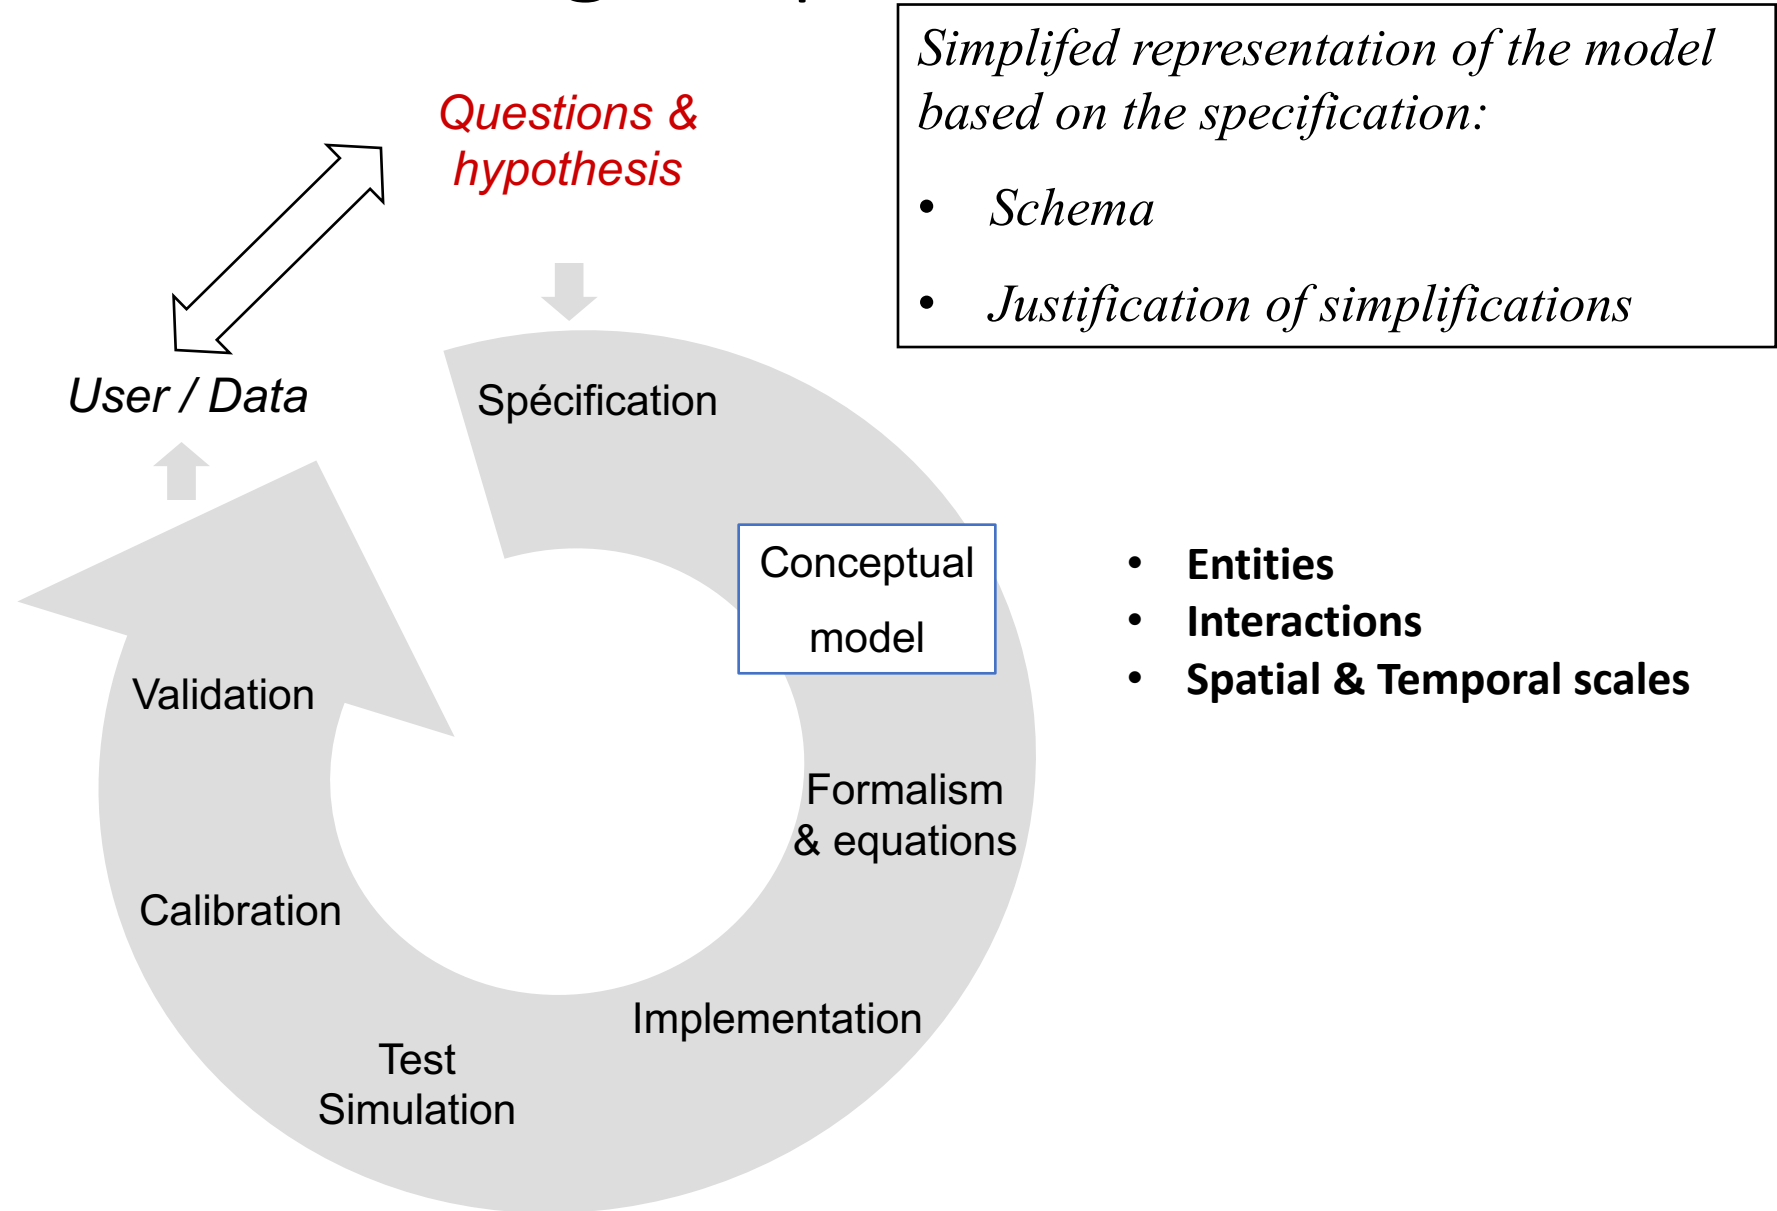 Simplifed representation of the model
based on the specification:
• Schema
• Justification of simplifications
Questions &
hypothesis
User / Data
Spécification
Conceptual
model
• Entities
• Interactions
• Spatial & Temporal scales
Formalism
& equations
Implementation
Test
Simulation
Calibration
Validation